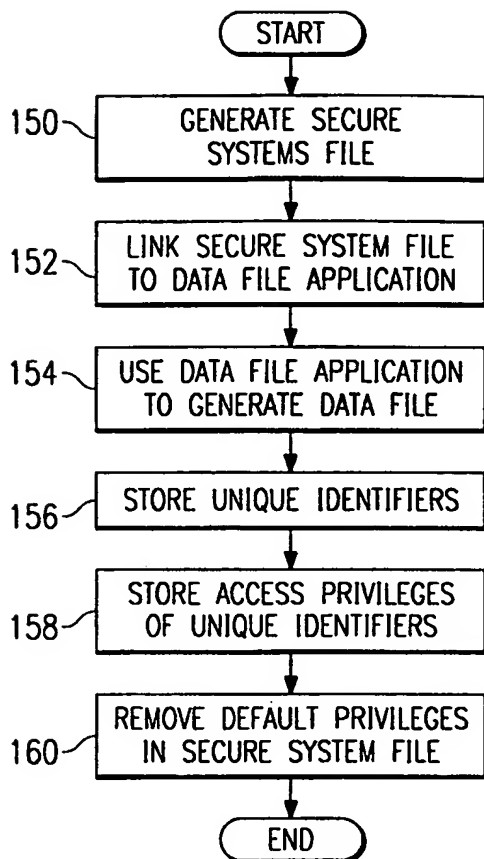 START
150
GENERATE SECURE
SYSTEMS FILE
152
LINK SECURE SYSTEM FILE
TO DATA FILE APPLICATION
154
USE DATA FILE APPLICATION
TO GENERATE DATA FILE
156
STORE UNIQUE IDENTIFIERS
158
STORE ACCESS PRIVILEGES
OF UNIQUE IDENTIFIERS
160
REMOVE DEFAULT PRIVILEGES
IN SECURE SYSTEM FILE
END